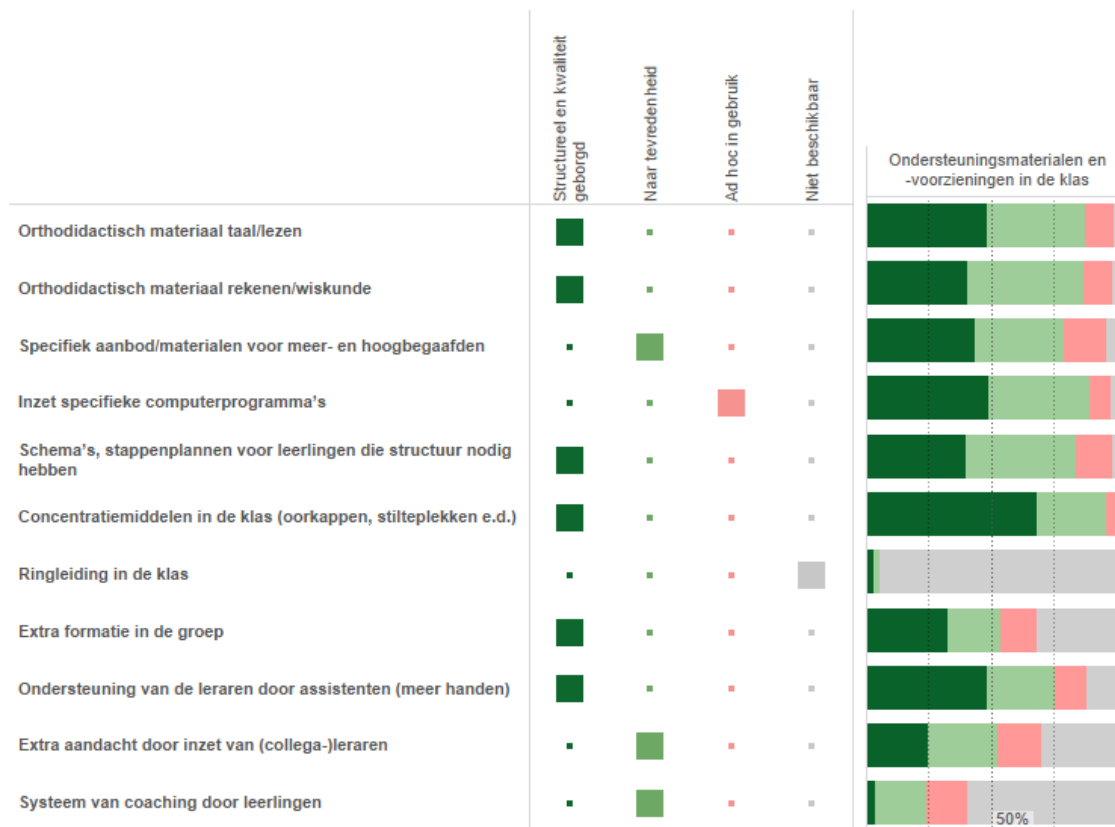 Structureel en kwaliteit
geborgd
Naar tevredenheid
Ad hoc in gebruik
Niet beschikbaar
Ondersteuningsmaterialen en
-voorzieningen in de klas
Orthodidactisch materiaal taal/lezen
Orthodidactisch materiaal rekenen/wiskunde
Specifiek aanbod/materialen voor meer- en hoogbegaafden
Inzet specifieke computerprogramma's
Schema's, stappenplannen voor leerlingen die structuur nodig
hebben
Concentratiemiddelen in de klas (oorkappen, stilteplekken e.d.)
Ringleiding in de klas
Extra formatie in de groep
Ondersteuning van de leraren door assistenten (meer handen)
Extra aandacht door inzet van (collega-)leraren
Systeem van coaching door leerlingen
50%